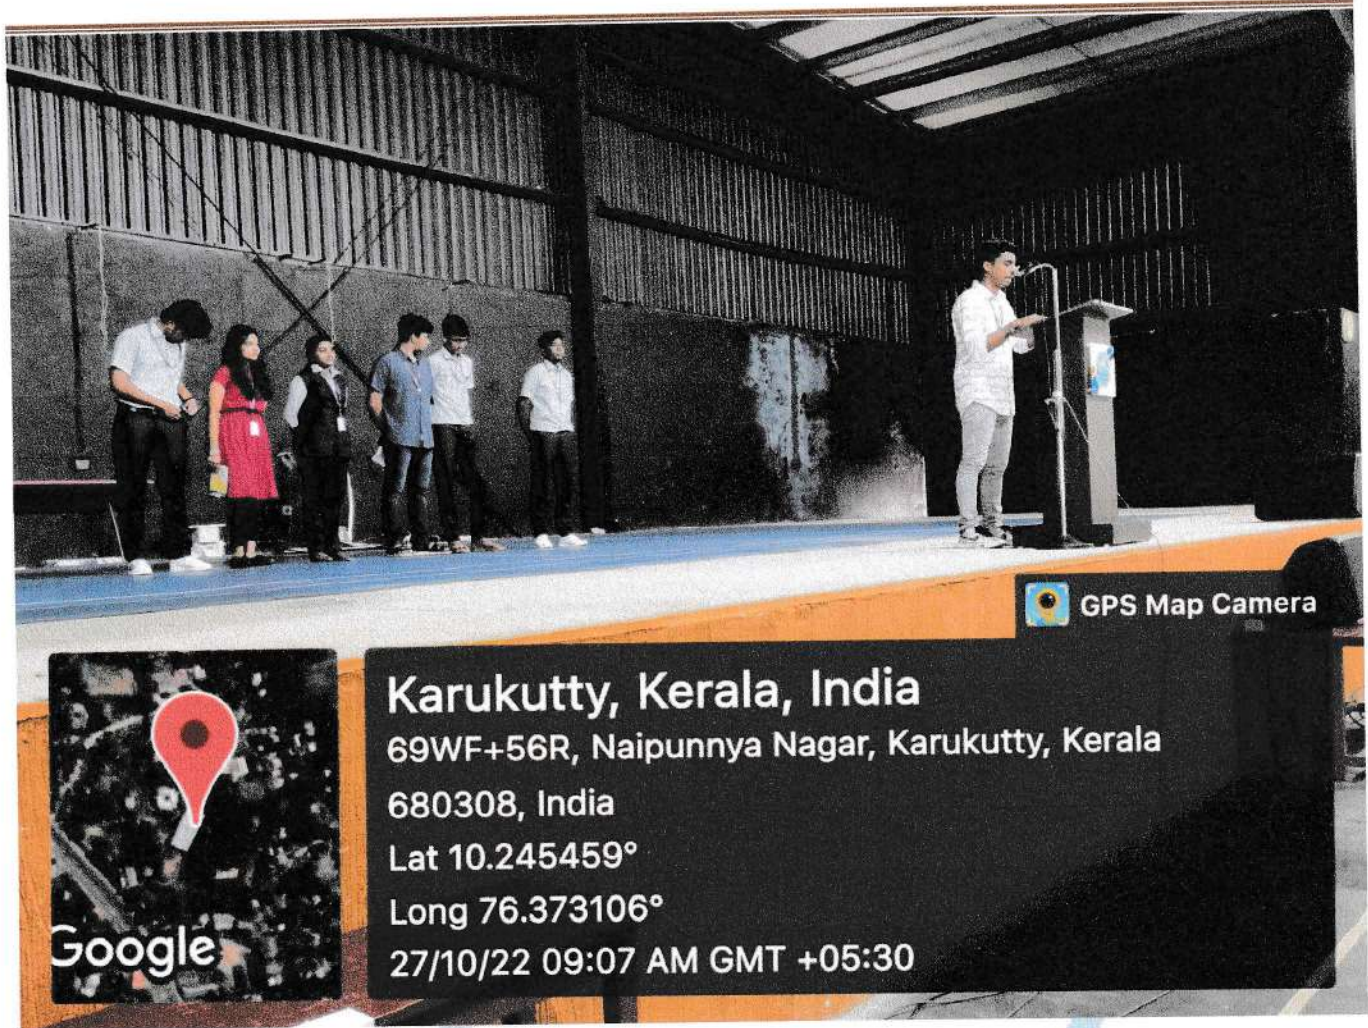 GPS Map Camera
Karukutty, Kerala, India
69WF+56R, Naipunnya Nagar, Karukutty, Kerala
680308, India
Lat 10.245459°
Long 76.373106°
27/10/22 09:07 AM GMT +05:30
Google